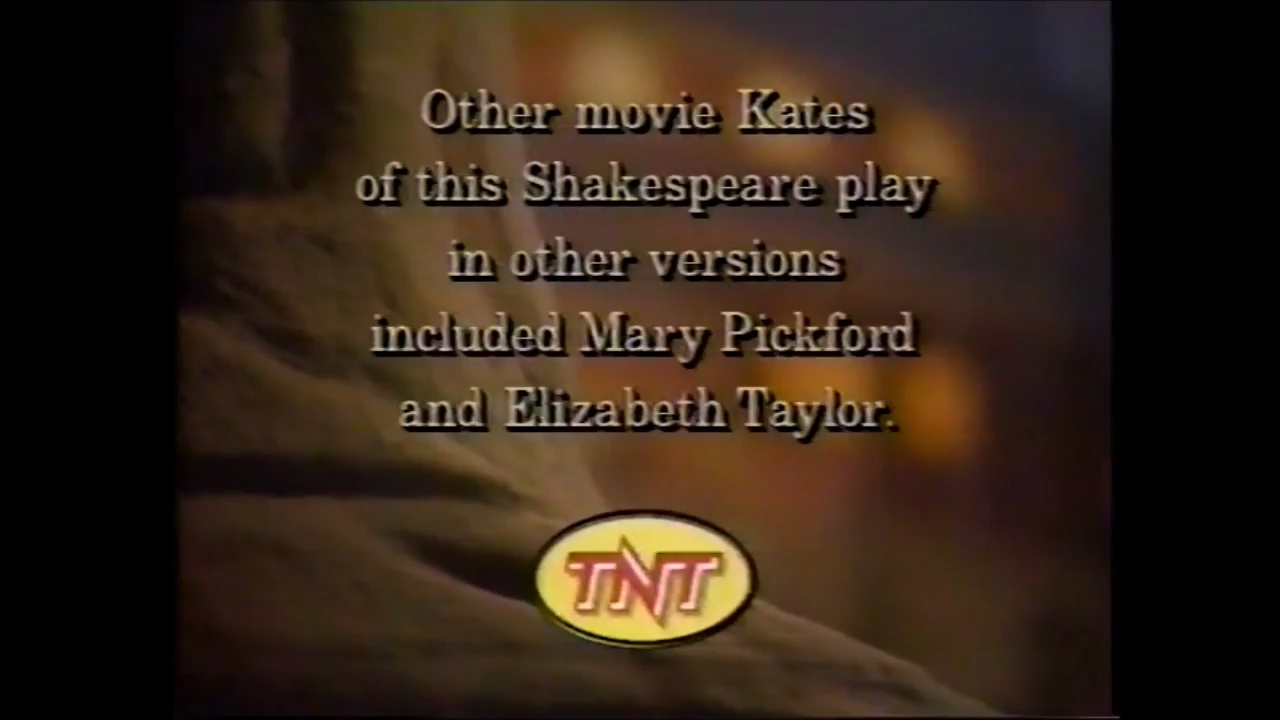 Other movie Kates
of this Shakespeare play
in other versions
included Mary Pickford
and Elizabeth Taylor.
TNT